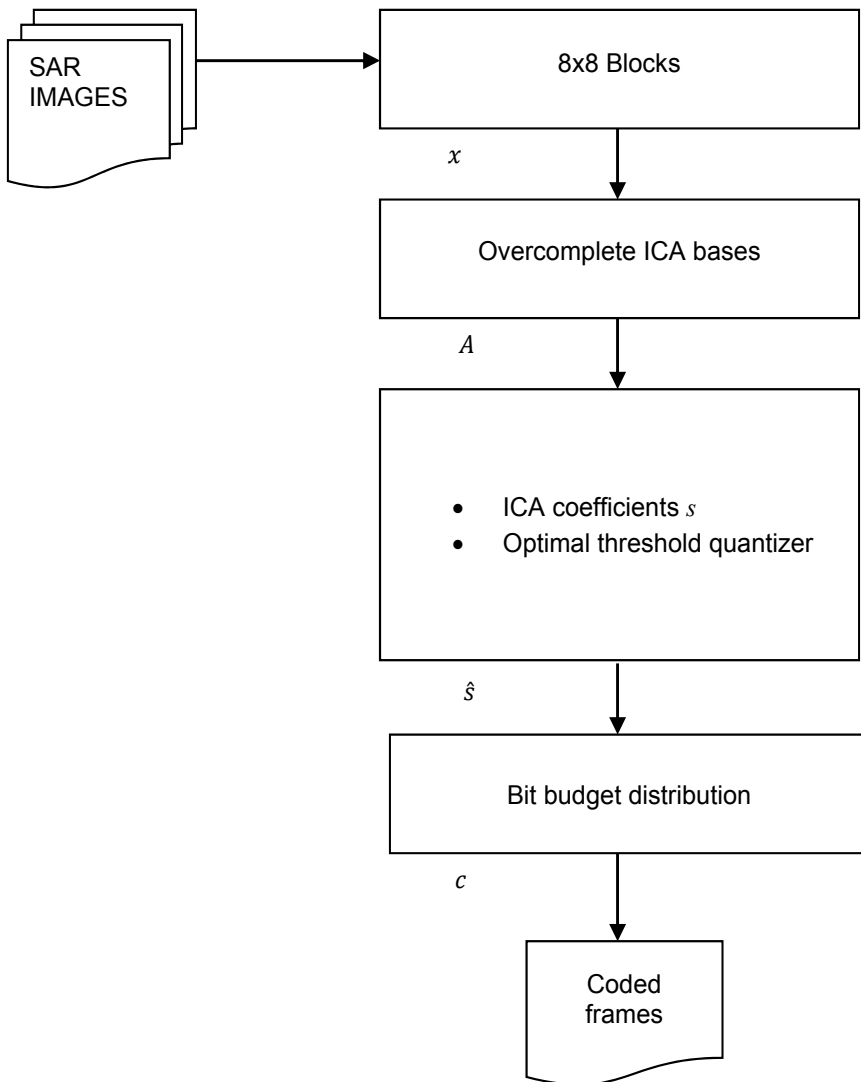 SAR
IMAGES
8x8 Blocks
x
Overcomplete ICA bases
A
• ICA coefficients s
• Optimal threshold quantizer
ŝ
Bit budget distribution
c
Coded
frames